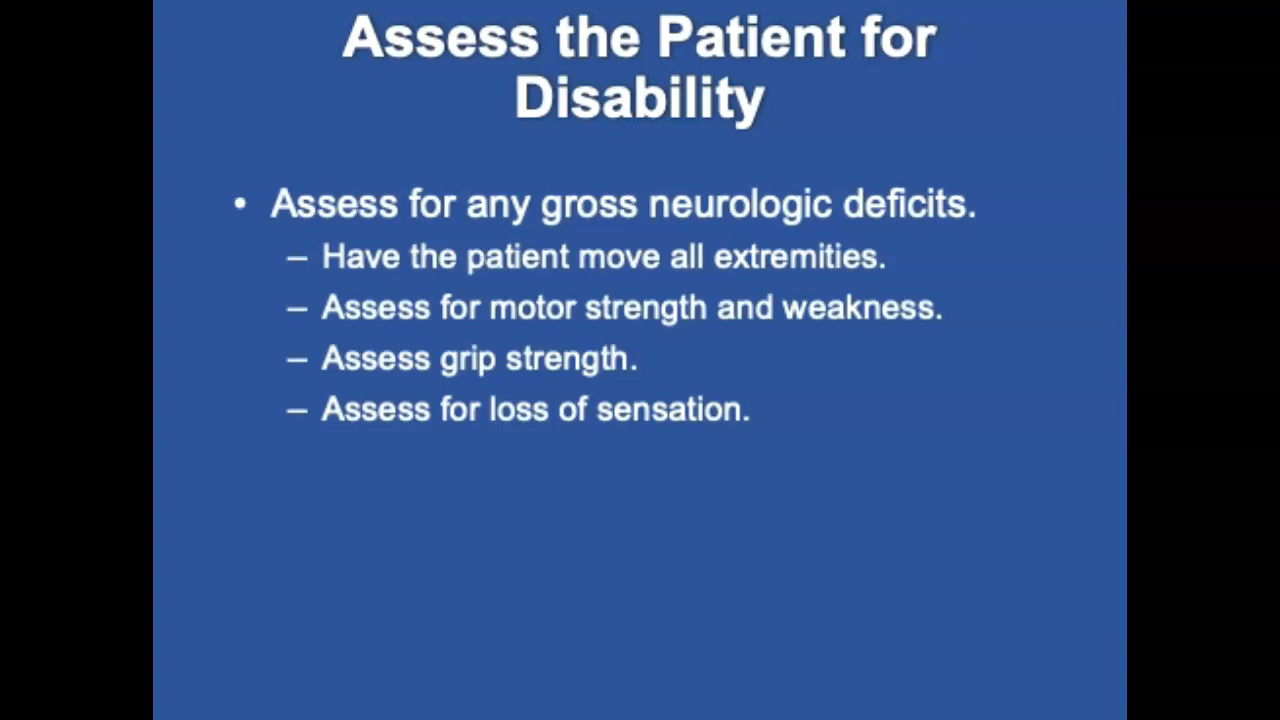 Assess the Patient for
Disability
• Assess for any gross neurologic deficits.
– Have the patient move all extremities.
– Assess for motor strength and weakness.
– Assess grip strength.
– Assess for loss of sensation.